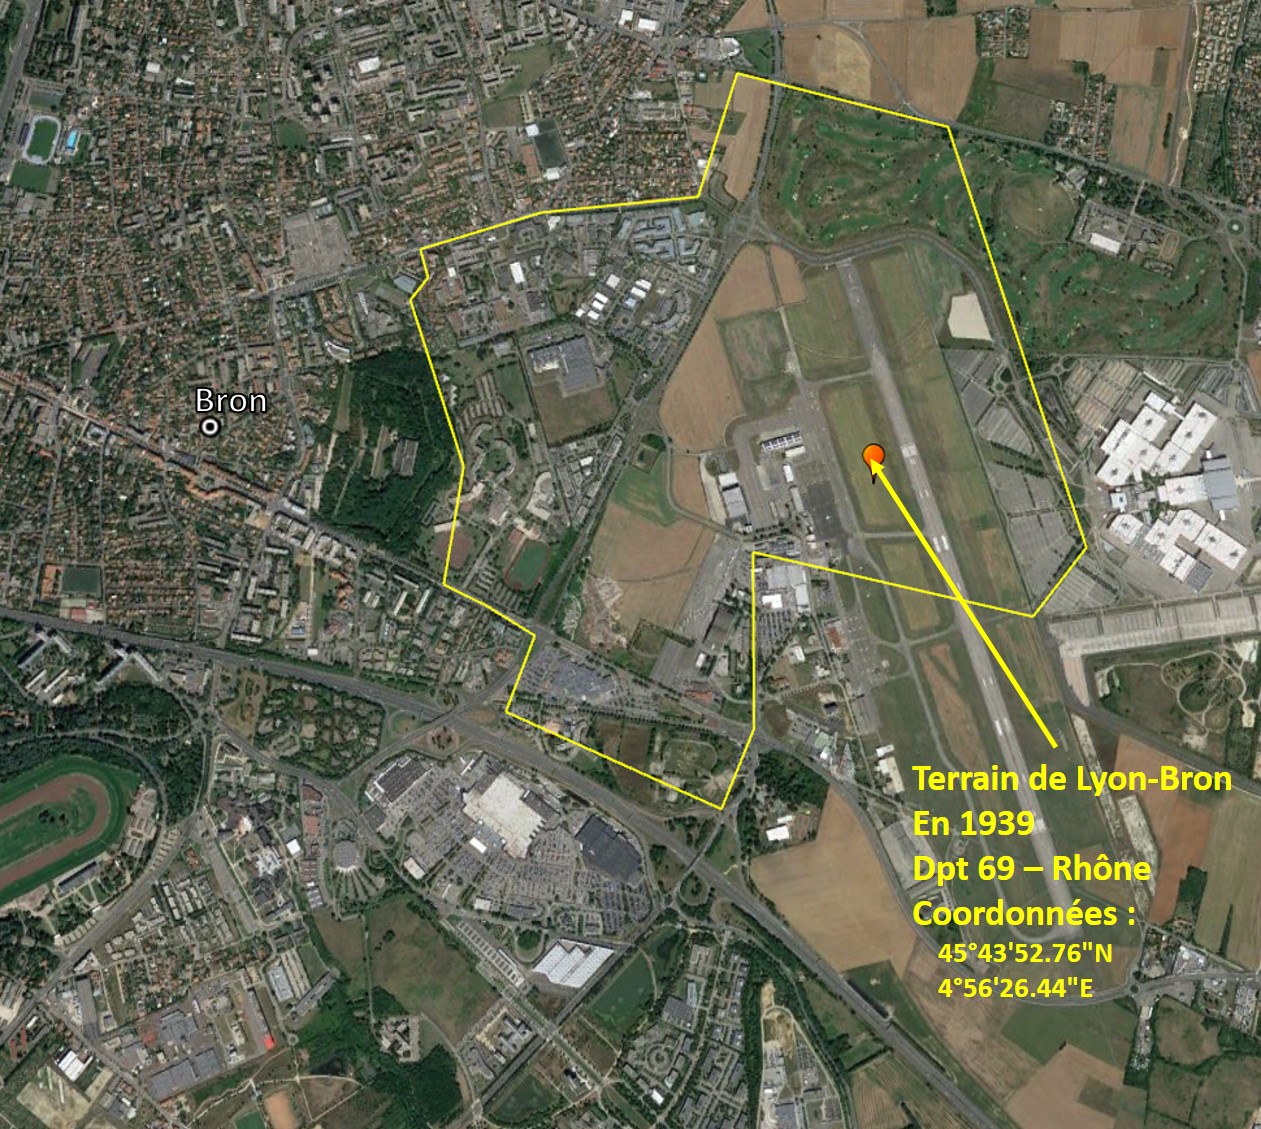 Bron
Terrain de Lyon-Bron
En 1939
Dpt 69 – Rhône
Coordonnées :
45°43'52.76"N
4°56'26.44"E